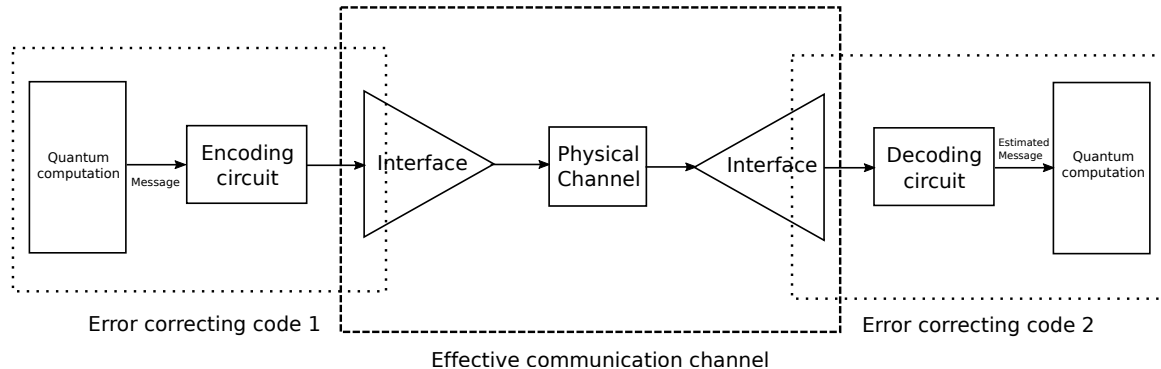 Quantum
computation
Message
Encoding
circuit
Interface
Physical
Channel
Interface
Decoding
circuit
Estimated
Message
Quantum
computation
Error correcting code 1
Error correcting code 2
Effective communication channel